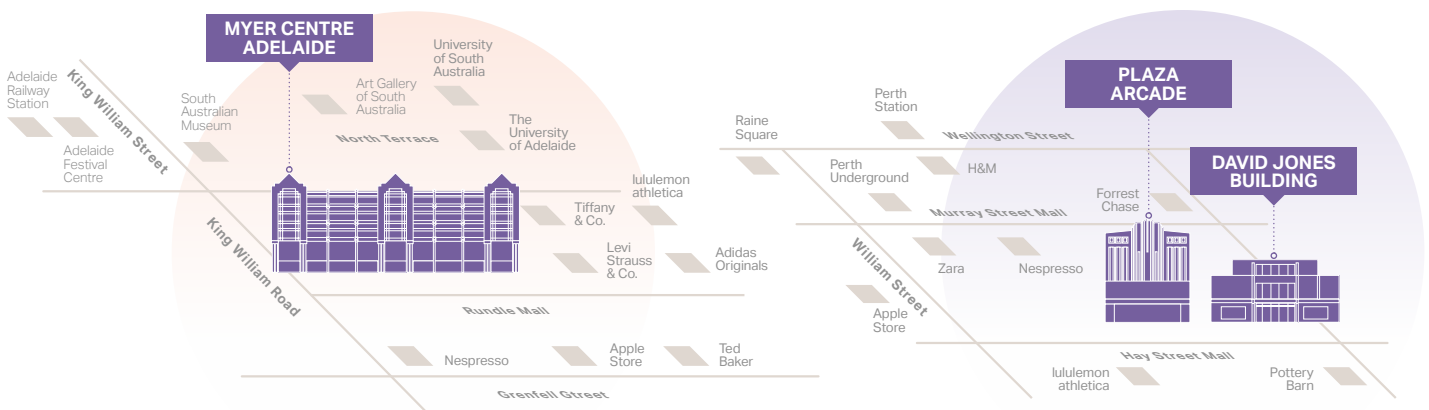 MYER CENTRE
ADELAIDE
University
of South
Australia
Adelaide
Railway
Station
King William Street
South
Australian
Museum
Art Gallery
of South
Australia
The
University
of Adelaide
North Terrace
Adelaide
Festival
Centre
lululemon
athletica
Tiffany
& Co.
King William Road
Levi
Strauss
& Co.
Adidas
Originals
Rundle Mall
Nespresso
Apple
Store
Ted
Baker
Grenfell Street
PLAZA
ARCADE
Perth
Station
Raine
Square
Wellington Street
DAVID JONES
BUILDING
Perth
Underground
H&M
Forrest
Chase
Murray Street Mall
William Street
Zara
Nespresso
Apple
Store
Hay Street Mall
lululemon
athletica
Pottery
Barn